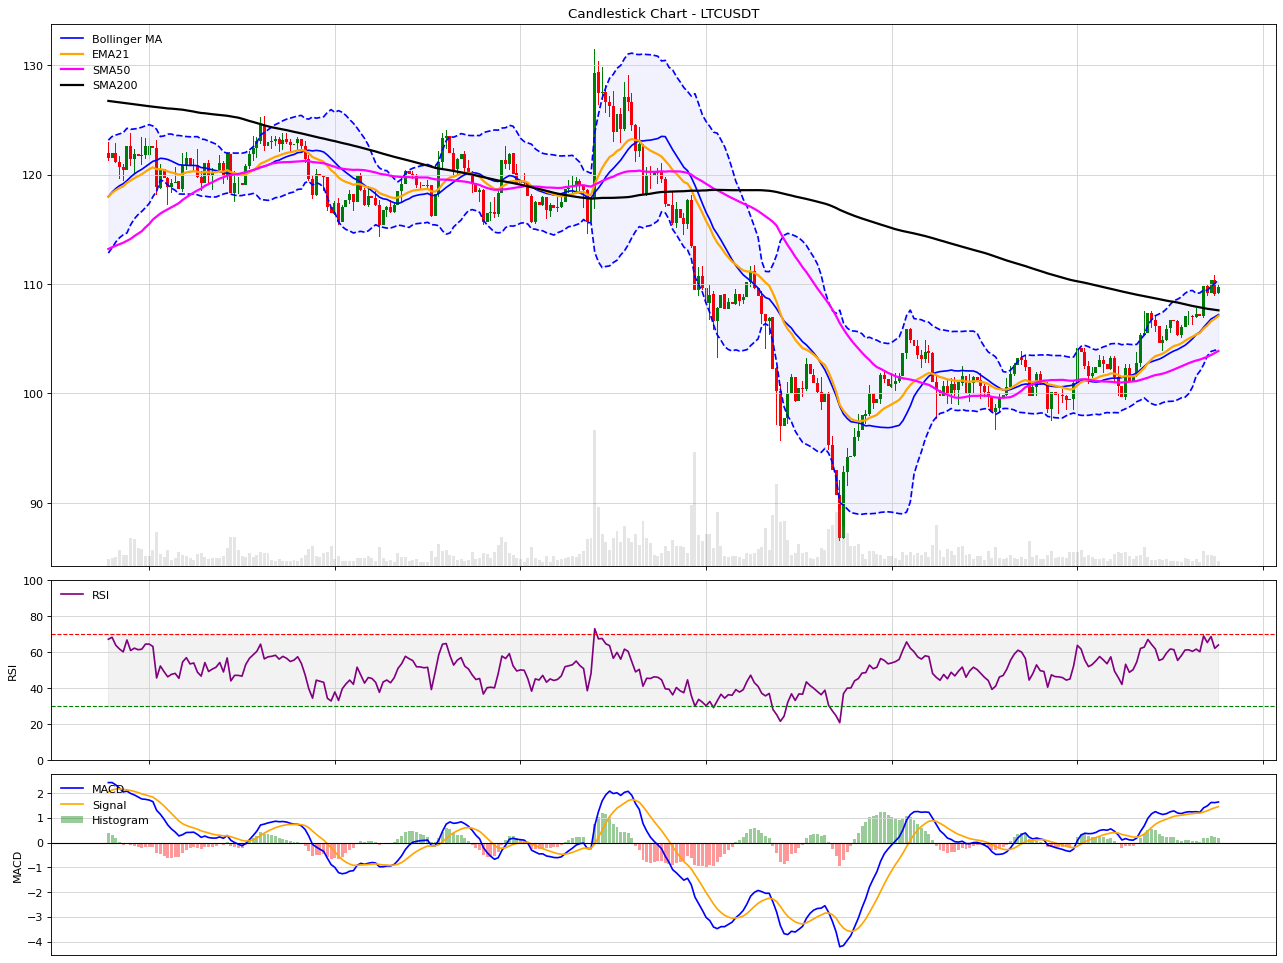 Candlestick Chart - LTCUSDT
Bollinger MA
EMA21
SMA50
SMA200
130
120
110
100
90
RSI
100
80
60
40
20
0
RSI
MACD
Signal
Histogram
2
1
0
−1
−2
−3
−4
MACD